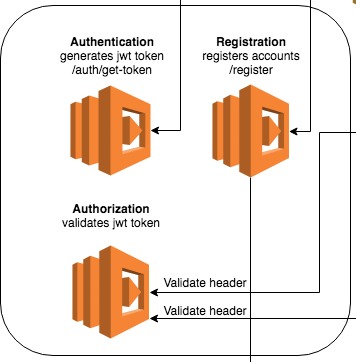 Authentication
generates jwt token
/auth/get-token
Registration
registers accounts
/register
Authorization
validates jwt token
Validate header
Validate header